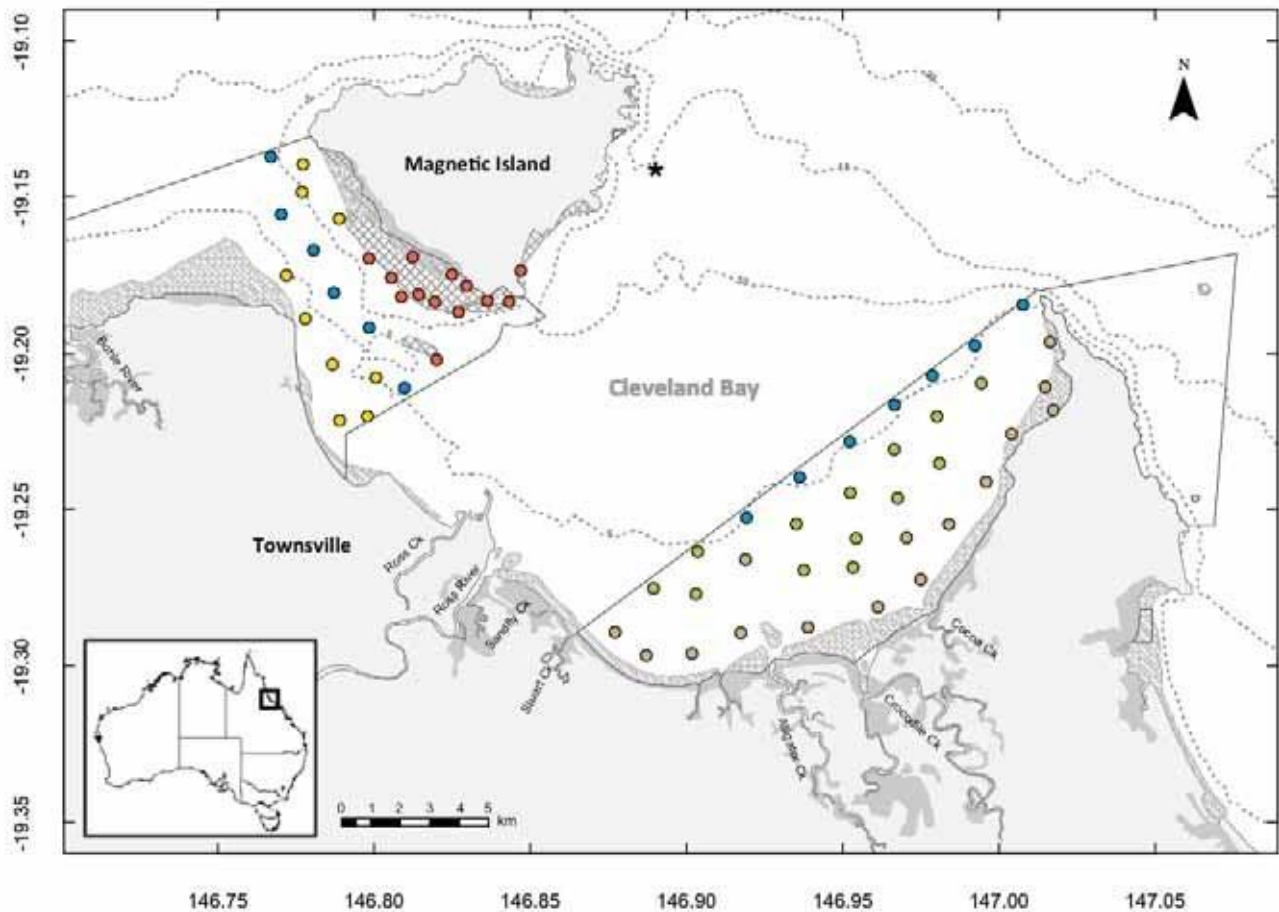 -19.10
-19.15
-19.20
-19.25
-19.30
-19.35
N
Magnetic Island
*
Cleveland Bay
Bohle River
Townsville
Ross Ck
Ross River
Sandfly Ck
Stuart Ck
Alligator Ck
Crocodile Ck
Cocoa Ck
0 1 2 3 4 5
km
146.75 146.80 146.85 146.90 146.95 147.00 147.05